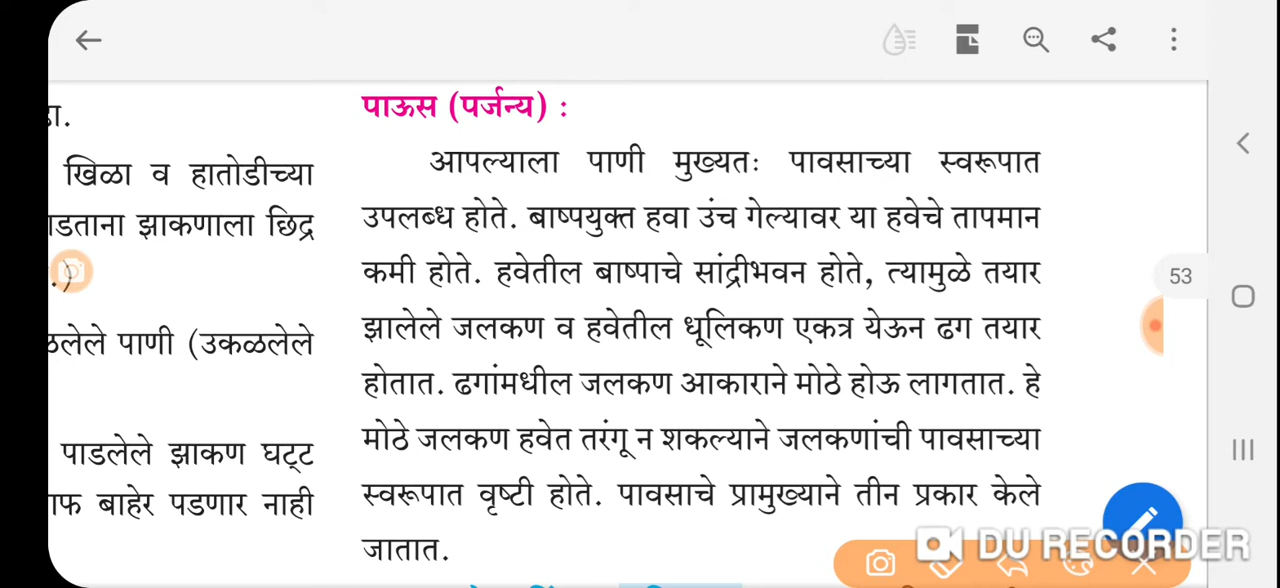 पाऊस (पर्जन्य) :
आपल्याला पाणी मुख्यतः पावसाच्या स्वरूपात
उपलब्ध होते. बाष्पयुक्त हवा उंच गेल्यावर या हवेचे तापमान
कमी होते. हवेतील बाष्पाचे सांद्रीभवन होते, त्यामुळे तयार
झालेले जलकण व हवेतील धूलिकण एकत्र येऊन ढग तयार
होतात. ढगांमधील जलकण आकाराने मोठे होऊ लागतात. हे
मोठे जलकण हवेत तरंगू न शकल्याने जलकणांची पावसाच्या
स्वरूपात वृष्टी होते. पावसाचे प्रामुख्याने तीन प्रकार केले
जातात.
खिळा व हातोडीच्या
झाकणाला छिद्र
पाणी (उकळलेले
पाडलेले झाकण घट्ट
बाहेर पडणार नाही
53
DU RECORDER